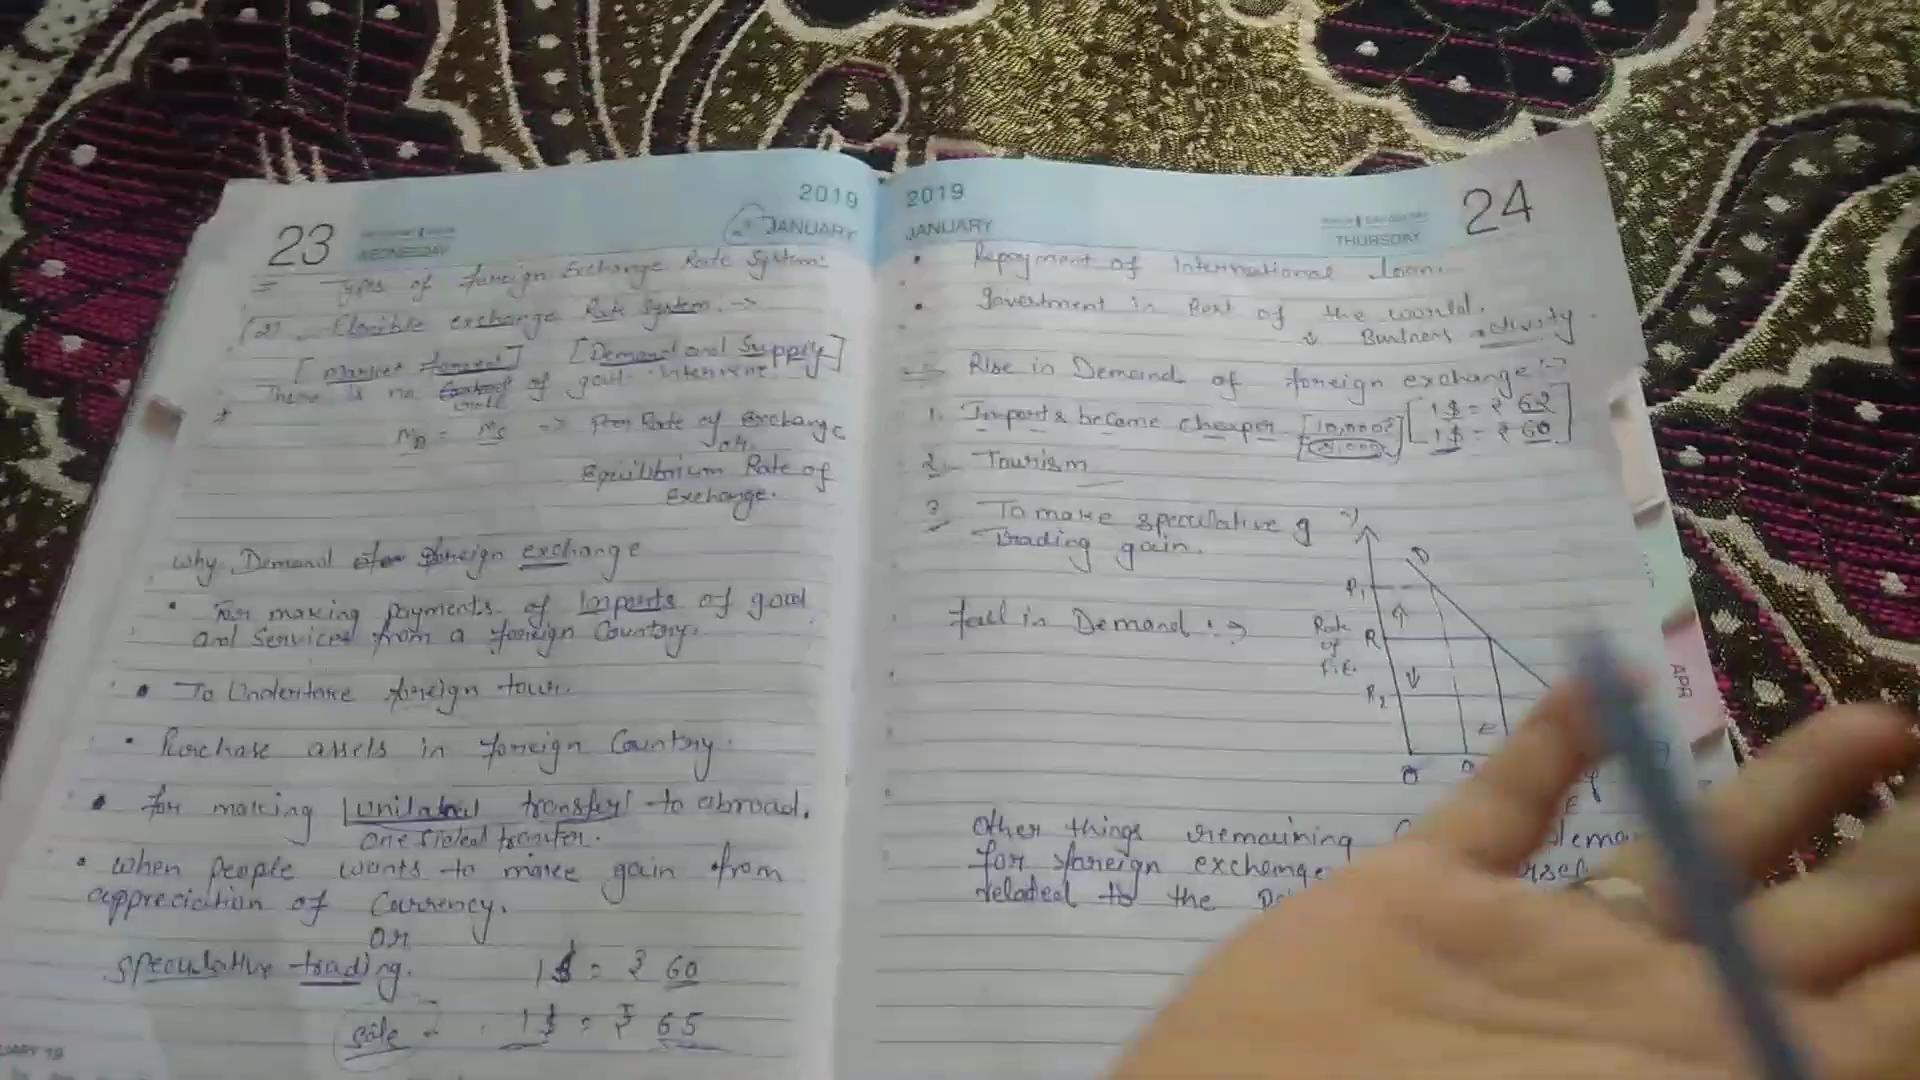 23
WEDNESDAY
2019
JANUARY
= Types of foreign Exchange Rate System:
(2) Flexible exchange Rate System. →
[Market forces] [Demand and Supply]
There is no of govt. intervene
* MD = MS → Rate of Exchange
Equilibrium Rate of
Exchange.
Why Demand foreign exchange
• For making payments of Imports of good
and Services from a foreign Country.
• To Undertake foreign tour.
• Purchase assets in foreign Country.
• for making unilateral transfer to abroad.
one sided transfer.
• When people wants to make gain from
appreciation of Currency.
or
speculative trading. 1$ = ₹ 60
Sale - 1$ = ₹ 65
2019
JANUARY
THURSDAY
24
• Repayment of International loan.
• Investment in Rest of the world.
↓ Business activity.
Rise in Demand of foreign exchange :→
1. Imports become cheaper [1$ = ₹ 62
1$ = ₹ 60]
2. Tourism
3 To make speculative g
Trading gain.
fall in Demand :→
Rate
of
F.E.
D
R
R2
E
O
Other things remaining
for foreign exchange
related to the
APR